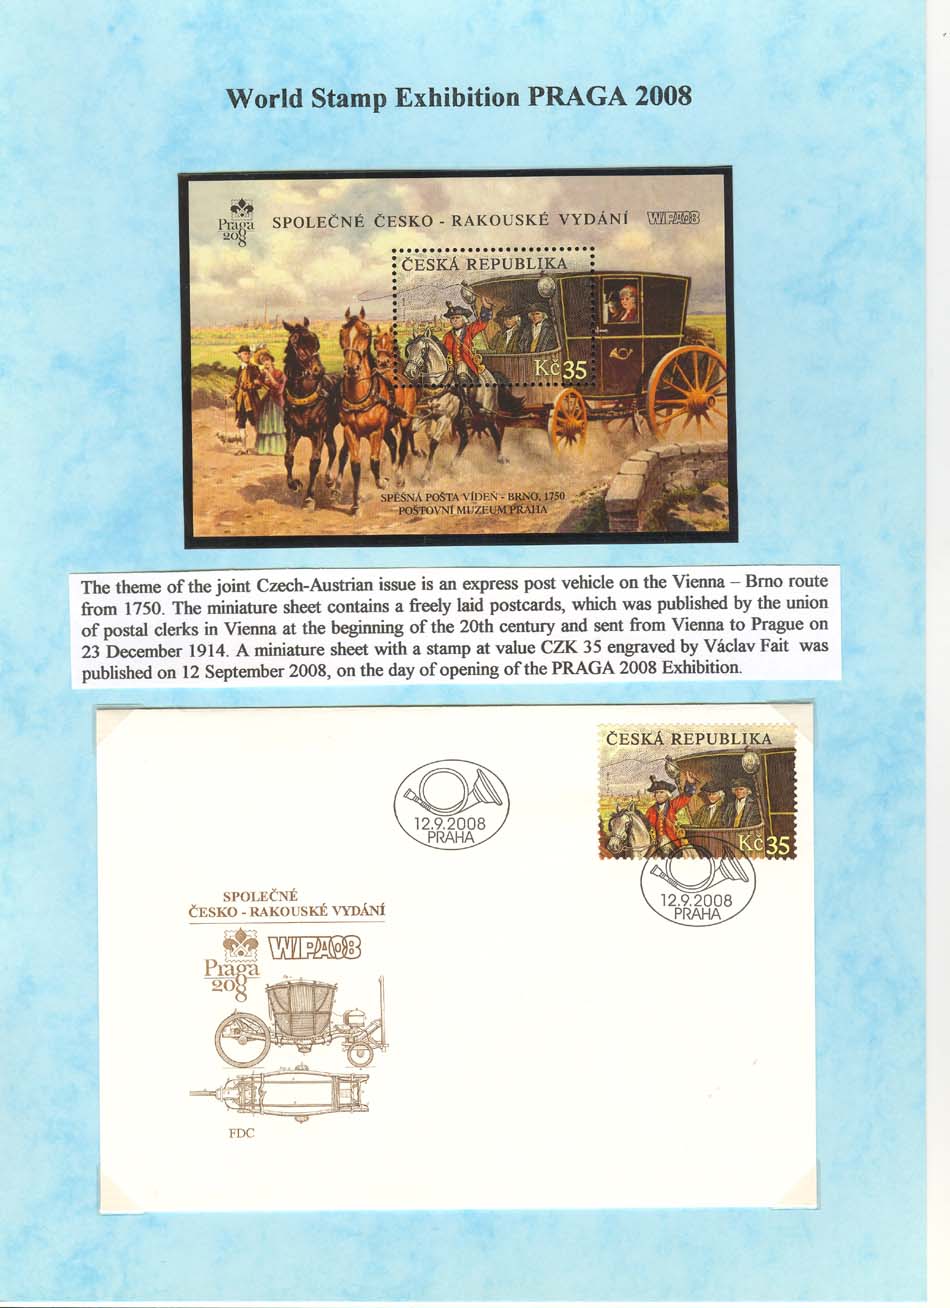 World Stamp Exhibition PRAGA 2008
Praga
2008
SPOLEČNÉ ČESKO - RAKOUSKÉ VYDÁNÍ
WIPA08
ČESKÁ REPUBLIKA
Kč 35
SPĚŠNÁ POŠTA VÍDEŇ - BRNO, 1750
POŠTOVNÍ MUZEUM PRAHA
The theme of the joint Czech-Austrian issue is an express post vehicle on the Vienna – Brno route
from 1750. The miniature sheet contains a freely laid postcards, which was published by the union
of postal clerks in Vienna at the beginning of the 20th century and sent from Vienna to Prague on
23 December 1914. A miniature sheet with a stamp at value CZK 35 engraved by Václav Fait was
published on 12 September 2008, on the day of opening of the PRAGA 2008 Exhibition.
ČESKÁ REPUBLIKA
Kč 35
12.9.2008
PRAHA
12.9.2008
PRAHA
SPOLEČNÉ
ČESKO - RAKOUSKÉ VYDÁNÍ
WIPA08
Praga
2008
FDC